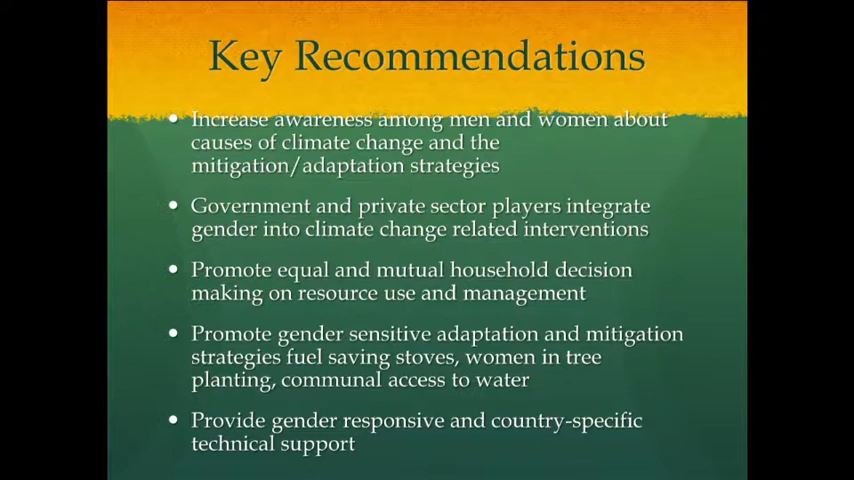 Key Recommendations
• Increase awareness among men and women about
causes of climate change and the
mitigation/adaptation strategies
• Government and private sector players integrate
gender into climate change related interventions
• Promote equal and mutual household decision
making on resource use and management
• Promote gender sensitive adaptation and mitigation
strategies fuel saving stoves, women in tree
planting, communal access to water
• Provide gender responsive and country-specific
technical support